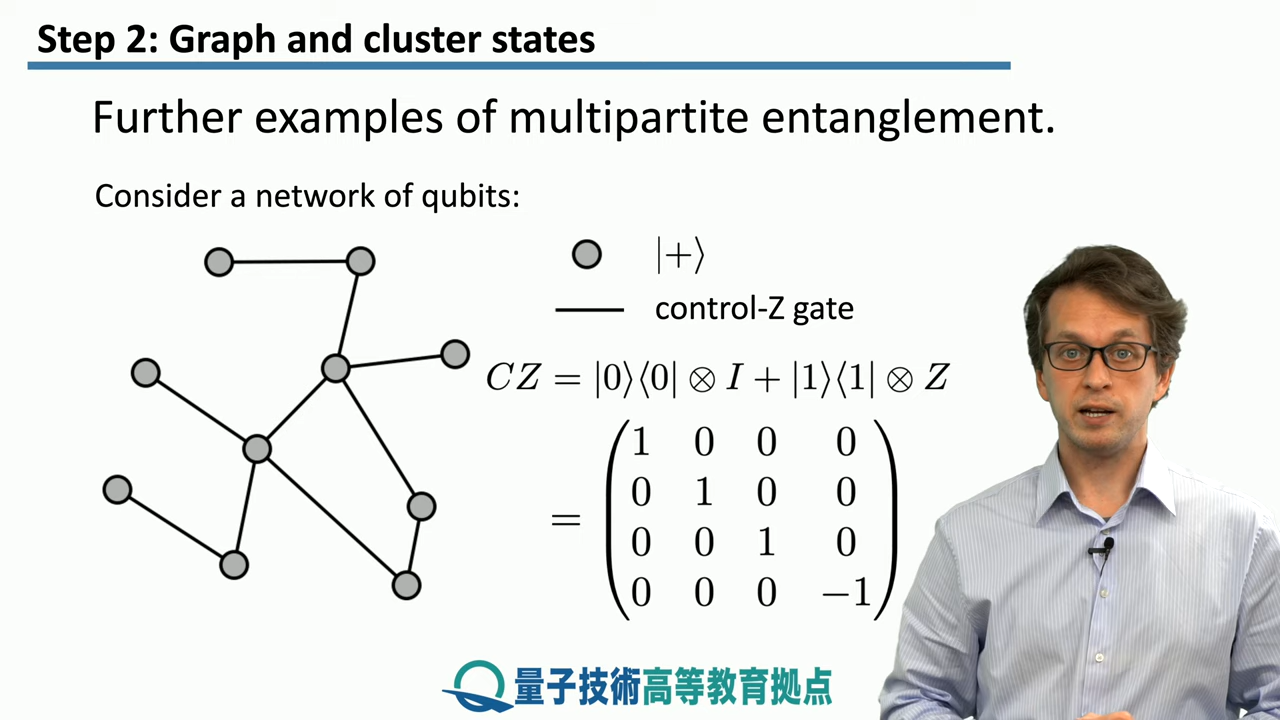 Step 2: Graph and cluster states
Further examples of multipartite entanglement.
Consider a network of qubits:
|+⟩
control-Z gate
CZ = |0⟩⟨0| ⊗ I + |1⟩⟨1| ⊗ Z
= (1 0 0 0
0 1 0 0
0 0 1 0
0 0 0 −1)
量子技術高等教育拠点